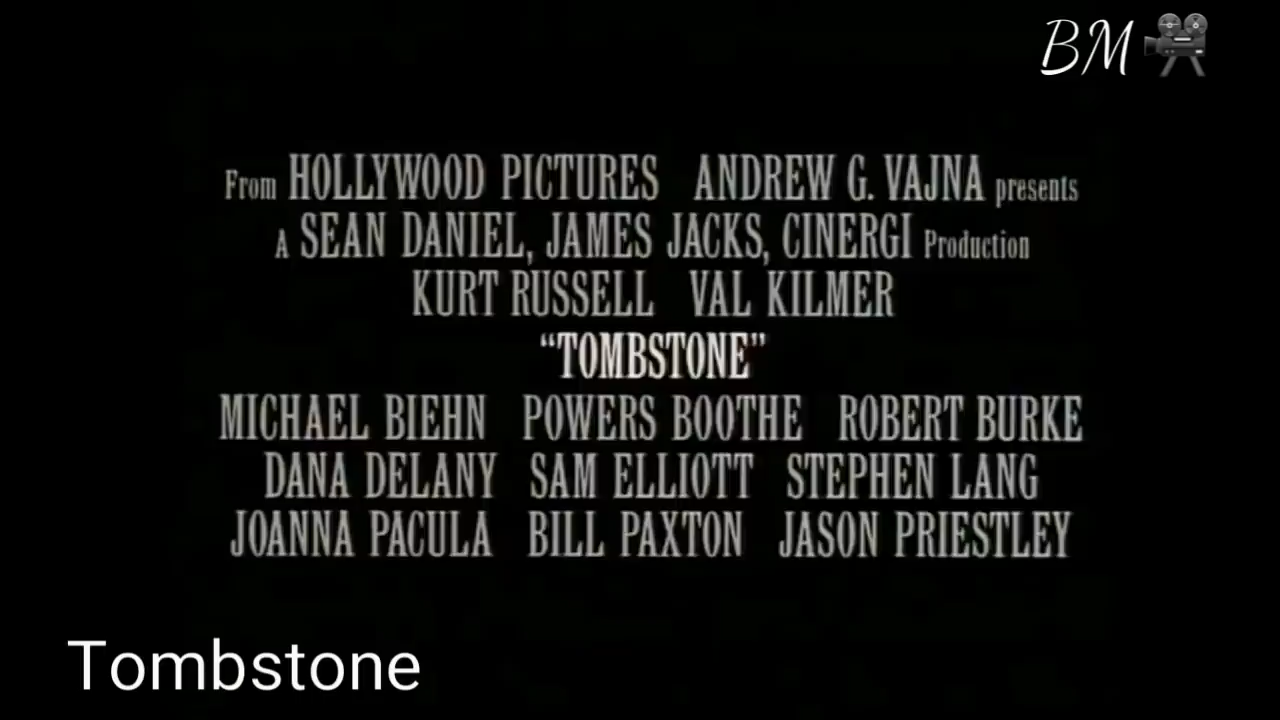 BM
From HOLLYWOOD PICTURES ANDREW G. VAJNA presents
A SEAN DANIEL, JAMES JACKS, CINERGI Production
KURT RUSSELL VAL KILMER
“TOMBSTONE”
MICHAEL BIEHN POWERS BOOTHE ROBERT BURKE
DANA DELANY SAM ELLIOTT STEPHEN LANG
JOANNA PACULA BILL PAXTON JASON PRIESTLEY
Tombstone